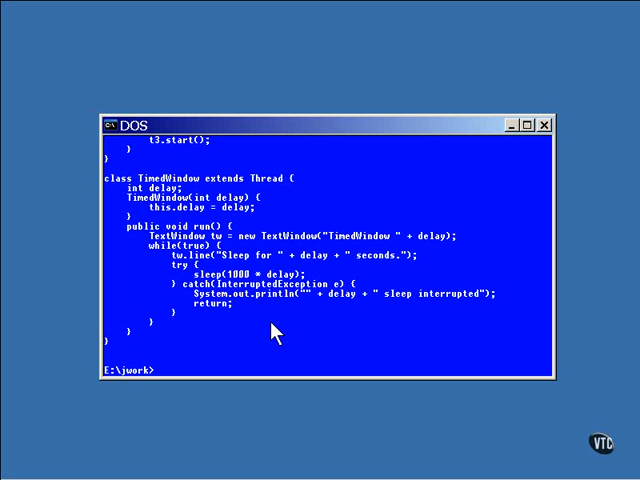 C:\ DOS
t3.start();
}
}
class TimedWindow extends Thread {
int delay;
TimedWindow(int delay) {
this.delay = delay;
}
public void run() {
TextWindow tw = new TextWindow("TimedWindow " + delay);
while(true) {
tw.line("Sleep for " + delay + " seconds.");
try {
sleep(1000 * delay);
} catch(InterruptedException e) {
System.out.println("" + delay + " sleep interrupted");
return;
}
}
}
}
E:\jwork>
VTC